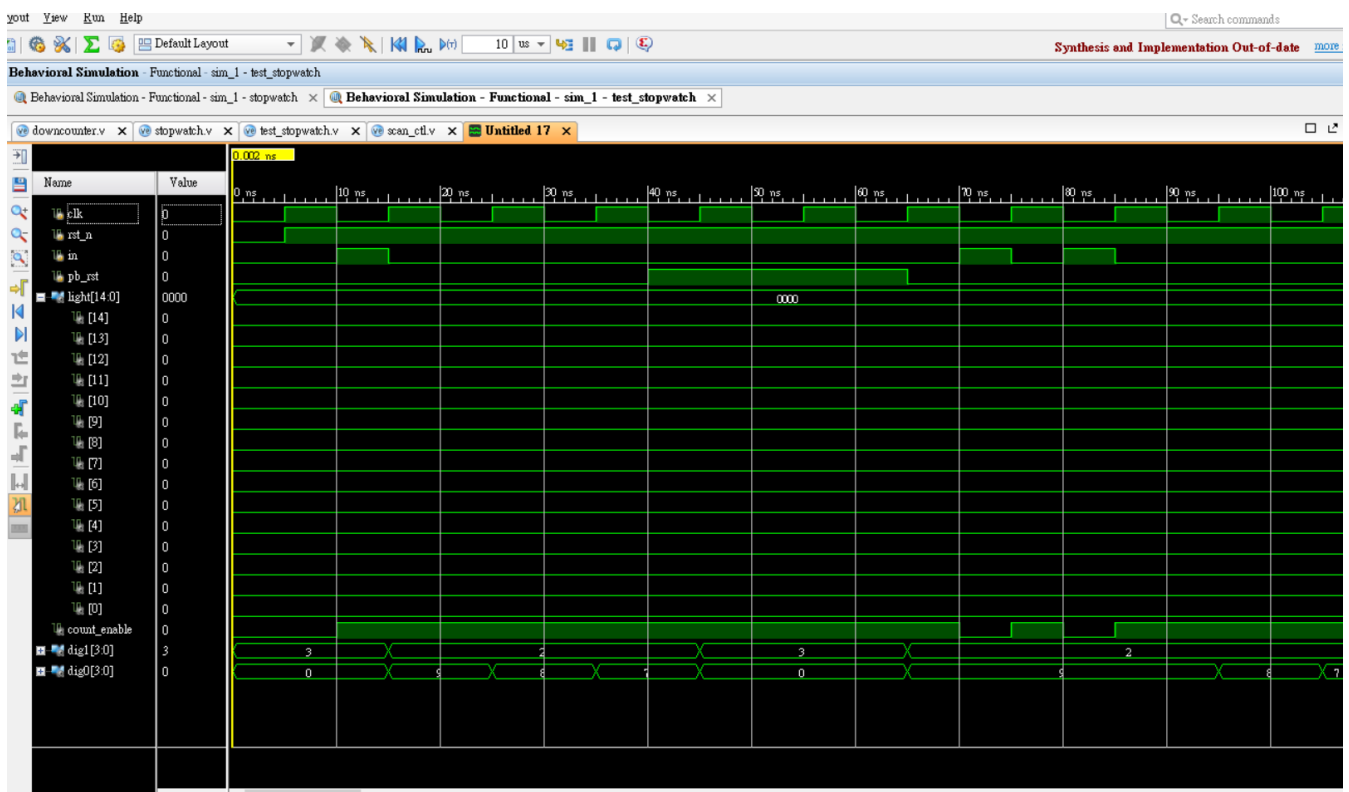 yout View Run Help Search commands
Default Layout 10 us Synthesis and Implementation Out-of-date more
Behavioral Simulation - Functional - sim_1 - test_stopwatch
Behavioral Simulation - Functional - sim_1 - stopwatch Behavioral Simulation - Functional - sim_1 - test_stopwatch
downcounter.v stopwatch.v test_stopwatch.v scan_ctl.v Untitled 17
0.002 ns
Name Value 0 ns 10 ns 20 ns 30 ns 40 ns 50 ns 60 ns 70 ns 80 ns 90 ns 100 ns
clk 0
rst_n 0
in 0
pb_rst 0
light[14:0] 0000 0000
[14] 0
[13] 0
[12] 0
[11] 0
[10] 0
[9] 0
[8] 0
[7] 0
[6] 0
[5] 0
[4] 0
[3] 0
[2] 0
[1] 0
[0] 0
count_enable 0
dig1[3:0] 3 3 2 3 2
dig0[3:0] 0 0 9 8 7 0 9 8 7